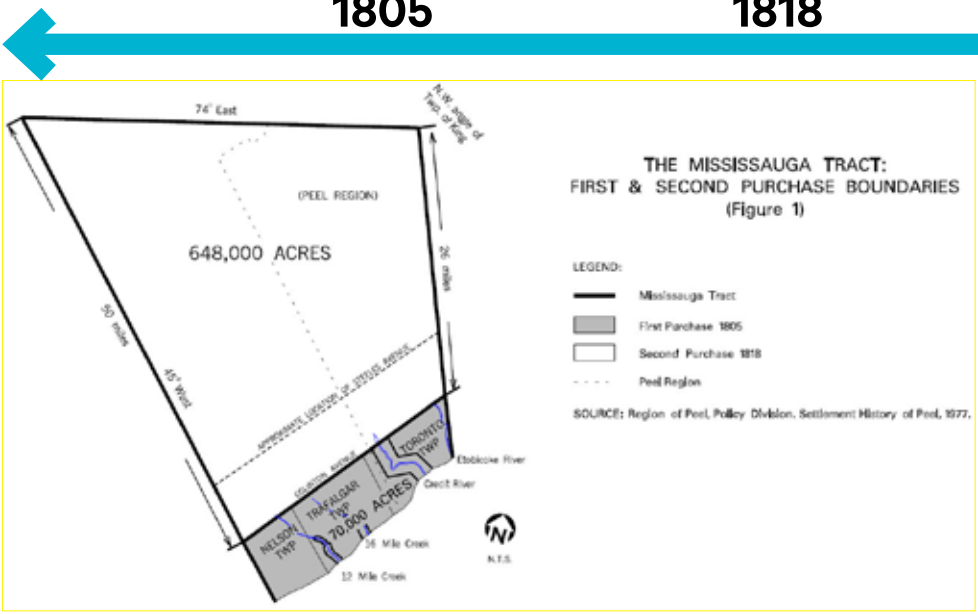 1805
1818
74° East
N.W. angle of
Twp. of King
(PEEL REGION)
648,000 ACRES
26 miles
50 miles
45° West
APPROXIMATE LOCATION OF STEELES AVENUE
EGLINTON AVENUE
TORONTO
TWP
TRAFALGAR
TWP
70,000 ACRES
NELSON
TWP
Etobicoke River
Credit River
16 Mile Creek
12 Mile Creek
N
N.T.S.
THE MISSISSAUGA TRACT:
FIRST & SECOND PURCHASE BOUNDARIES
(Figure 1)
LEGEND:
Mississauga Tract
First Purchase 1805
Second Purchase 1818
Peel Region
SOURCE: Region of Peel, Policy Division. Settlement History of Peel, 1977.